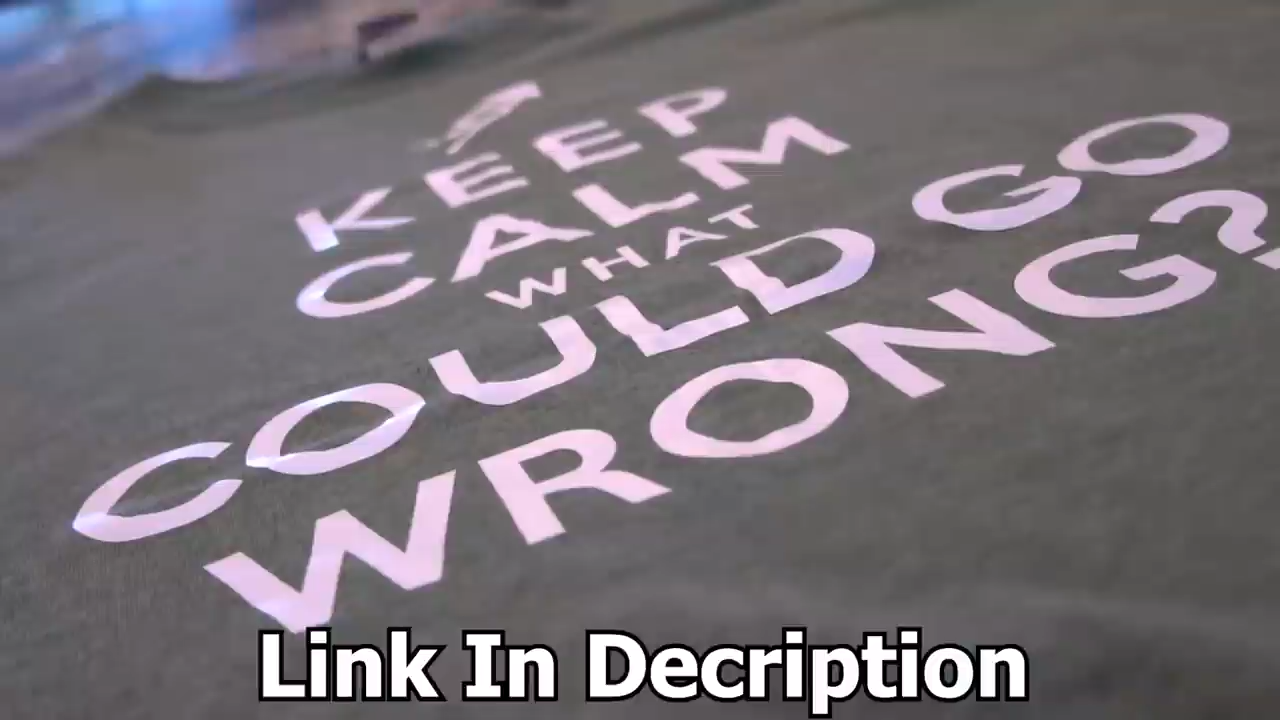 KEEP
CALM
WHAT
COULD GO
WRONG?
Link In Decription